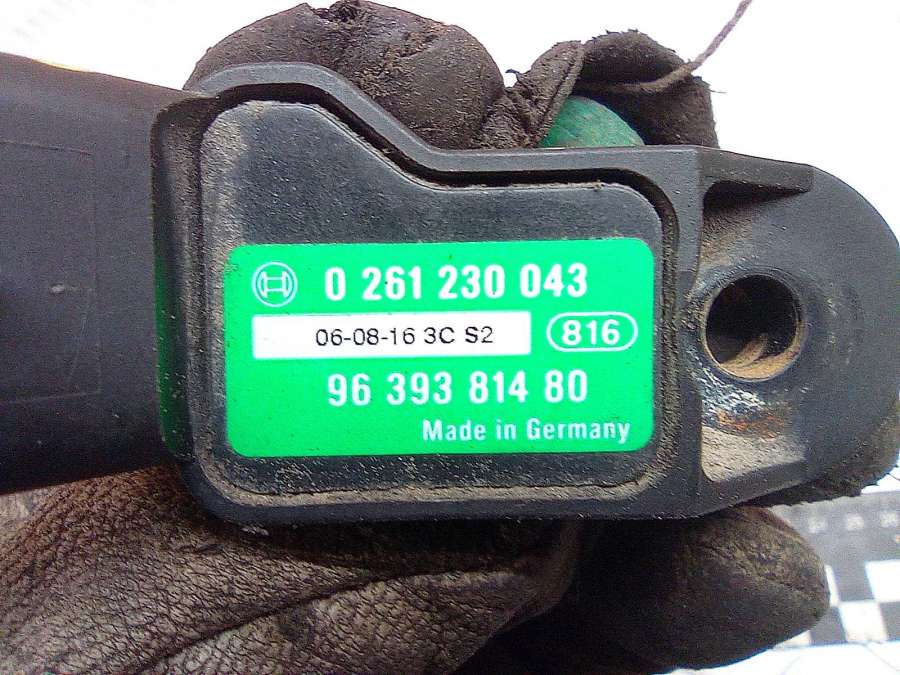 0 261 230 043
06-08-16 3C S2 816
96 393 814 80
Made in Germany